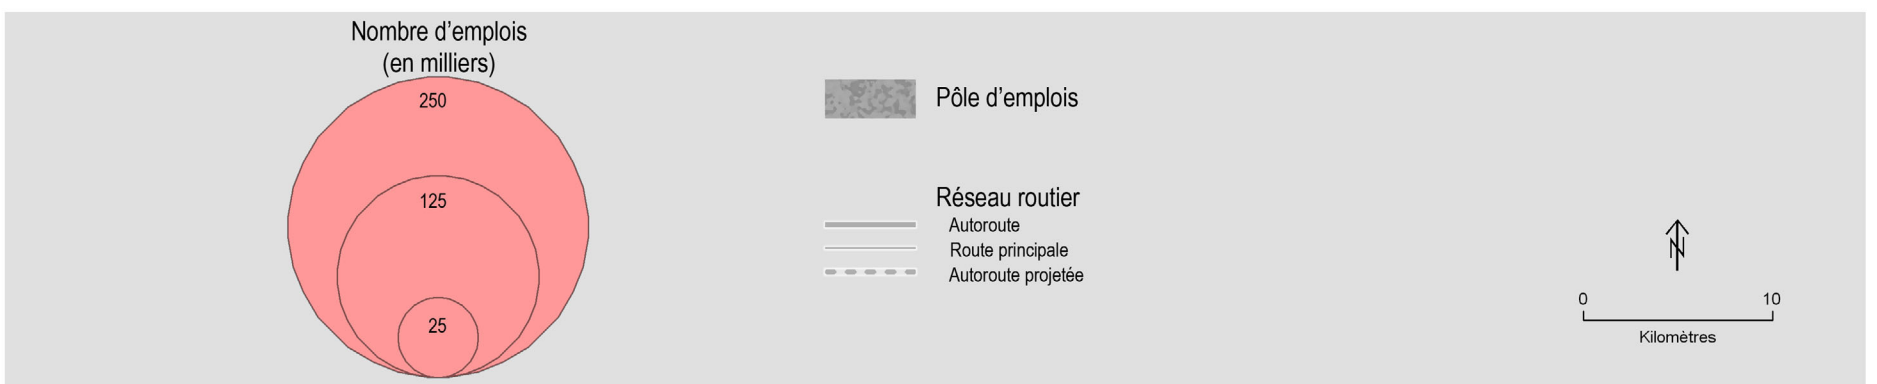 Nombre d'emplois
(en milliers)
250
125
25
Pôle d'emplois
Réseau routier
Autoroute
Route principale
Autoroute projetée
N
0 10
Kilomètres